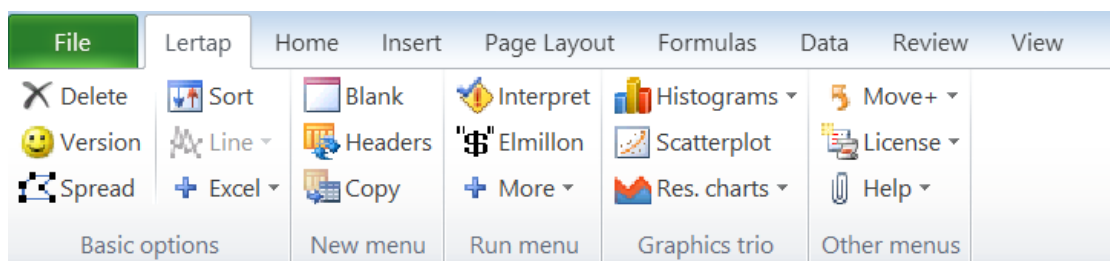 File Lertap Home Insert Page Layout Formulas Data Review View
Delete Sort Blank Interpret Histograms Move+
Version Line Headers "$" Elmillon Scatterplot License
Spread Excel Copy More Res. charts Help
Basic options New menu Run menu Graphics trio Other menus